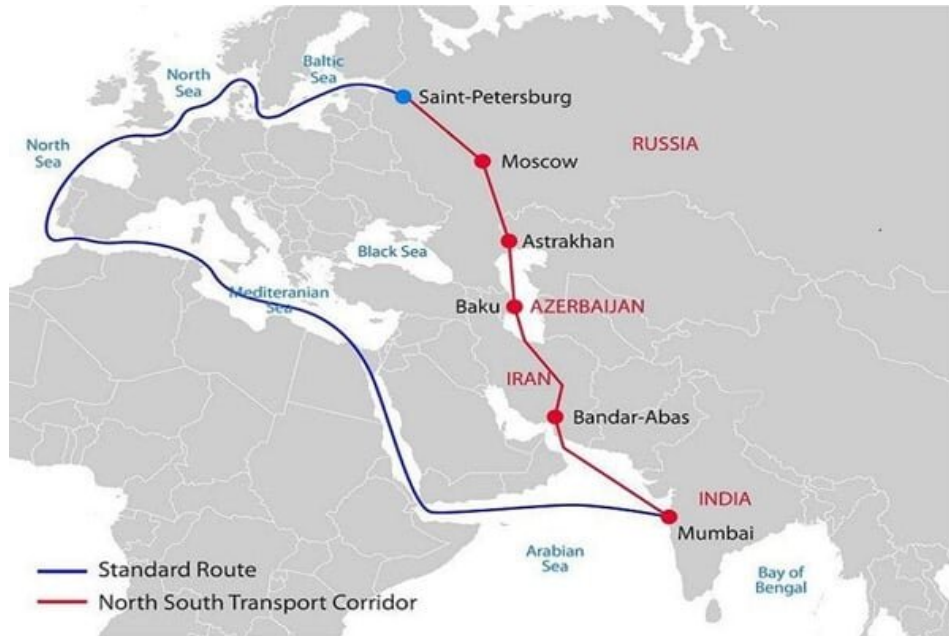 North
Sea
Baltic
Sea
Saint-Petersburg
North
Sea
RUSSIA
Moscow
Astrakhan
Black Sea
Mediteranian
Sea
Baku
AZERBAIJAN
IRAN
Bandar-Abas
INDIA
Mumbai
Arabian
Sea
Bay of
Bengal
Standard Route
North South Transport Corridor